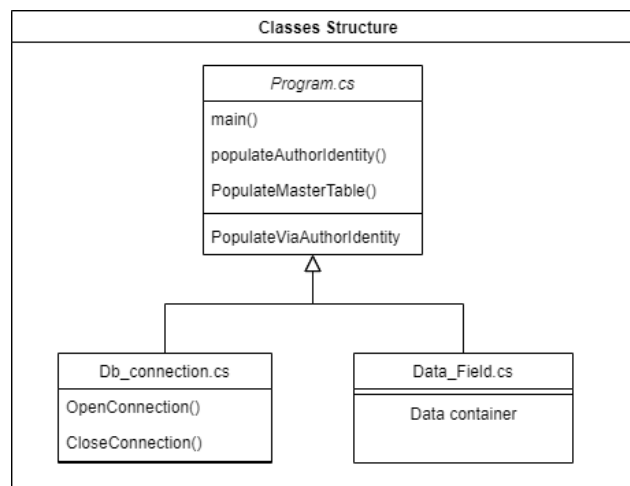 Classes Structure
Program.cs
main()
populateAuthorIdentity()
PopulateMasterTable()
PopulateViaAuthorIdentity
Db_connection.cs
OpenConnection()
CloseConnection()
Data_Field.cs
Data container